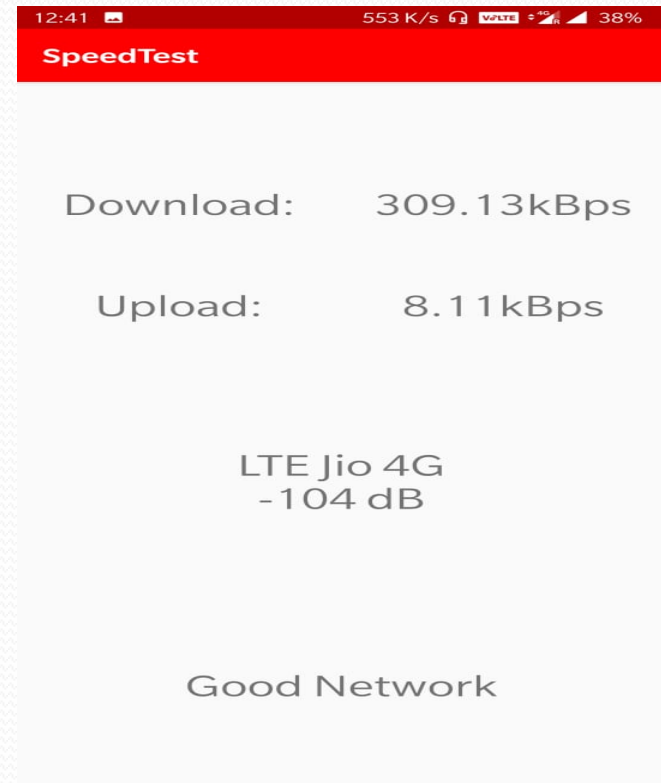 12:41 553 K/s VoLTE 4G R 38%
SpeedTest
Download: 309.13kBps
Upload: 8.11kBps
LTE Jio 4G
-104 dB
Good Network